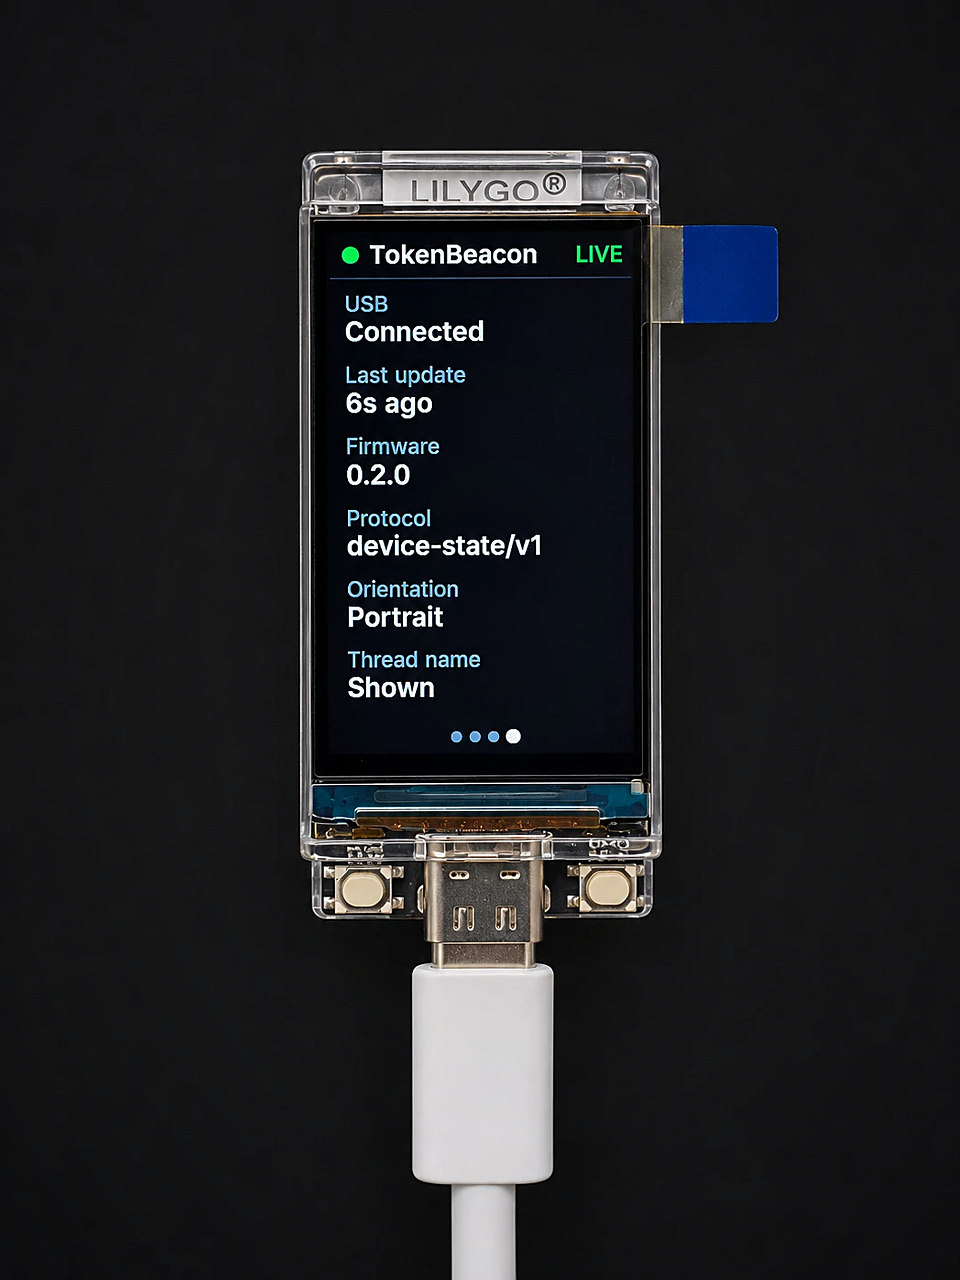 LILYGO®
TokenBeacon LIVE
USB
Connected
Last update
6s ago
Firmware
0.2.0
Protocol
device-state/v1
Orientation
Portrait
Thread name
Shown